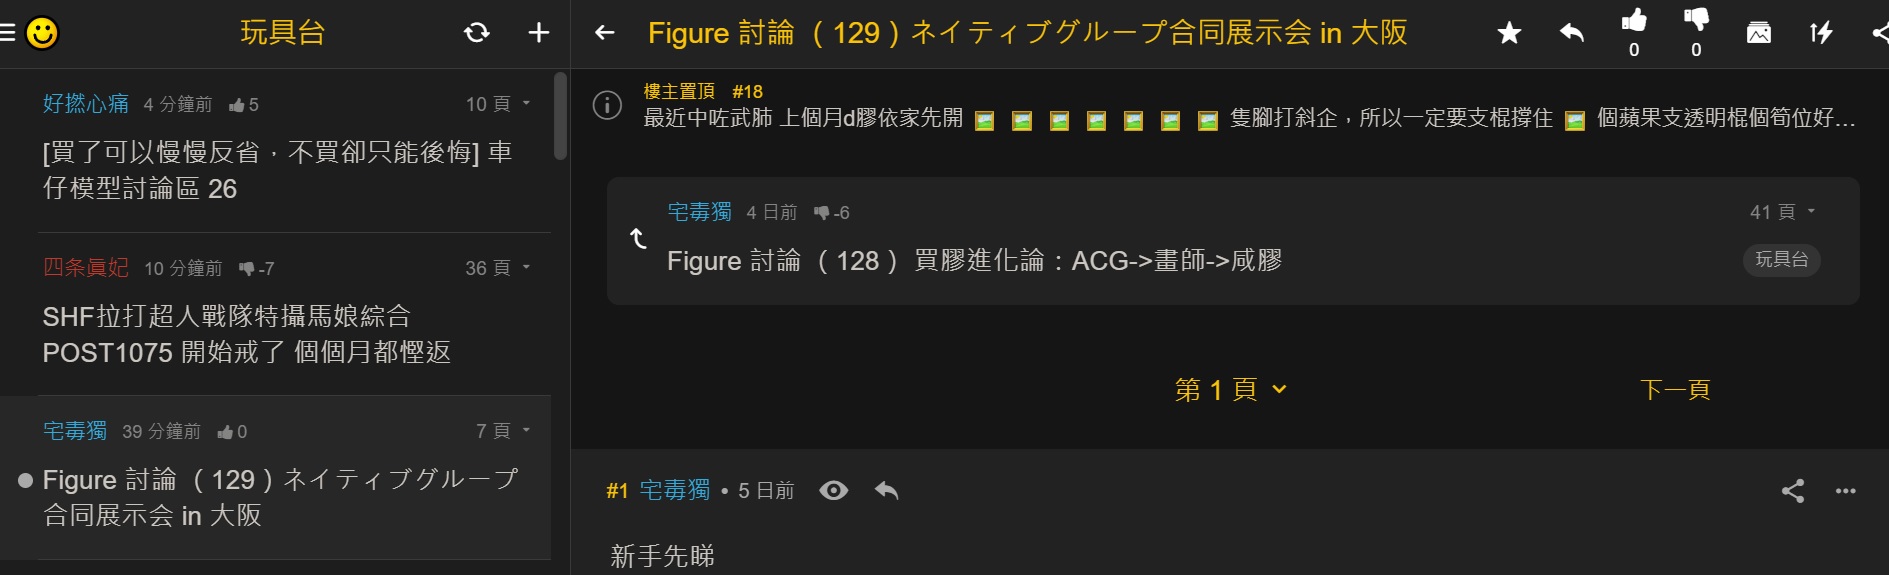 玩具台
好撚心痛 4 分鐘前 5 10 頁
[買了可以慢慢反省，不買卻只能後悔] 車
仔模型討論區 26
四条眞妃 10 分鐘前 -7 36 頁
SHF拉打超人戰隊特攝馬娘綜合
POST1075 開始戒了 個個月都慳返
宅毒獨 39 分鐘前 0 7 頁
Figure 討論 （129）ネイティブグループ
合同展示会 in 大阪
Figure 討論 （129）ネイティブグループ合同展示会 in 大阪
0 0
樓主置頂 #18
最近中咗武肺 上個月d膠依家先開 隻腳打斜企，所以一定要支棍撐住 個蘋果支透明棍個筍位好…
宅毒獨 4 日前 -6 41 頁
Figure 討論 （128） 買膠進化論：ACG->畫師->咸膠 玩具台
第 1 頁 下一頁
#1 宅毒獨 • 5 日前
新手先睇